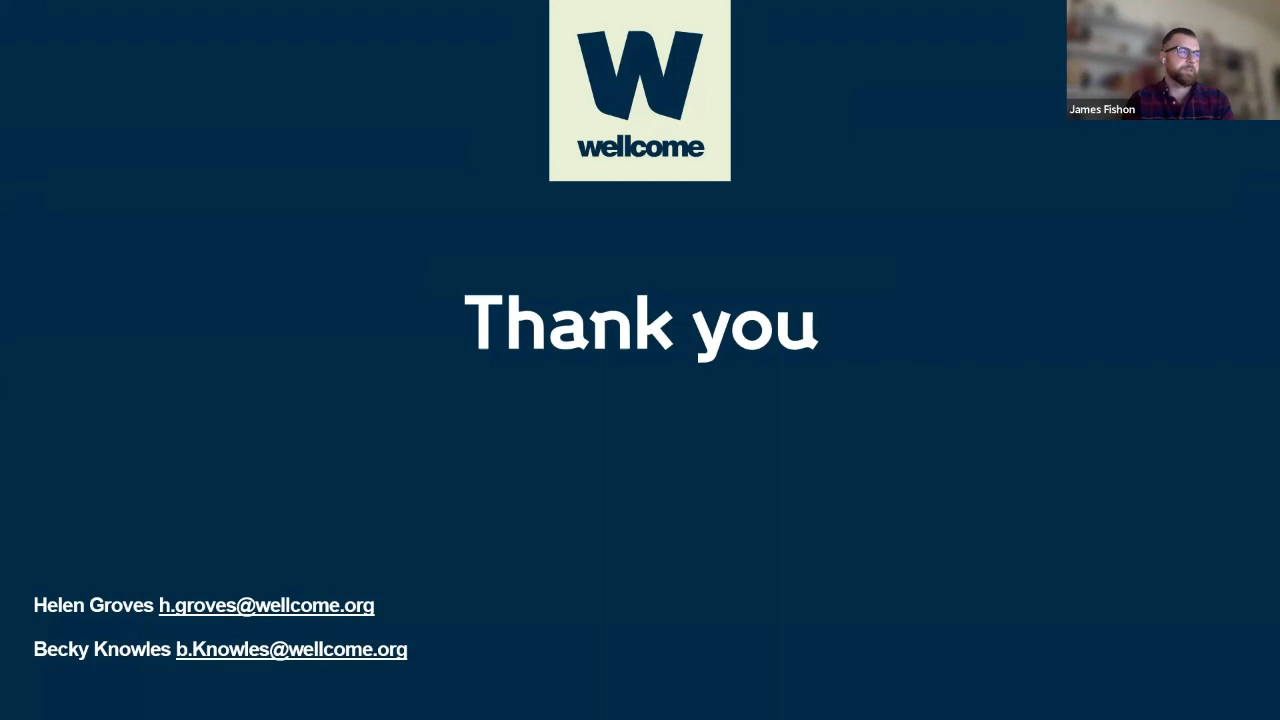 W
wellcome
James Fishon
Thank you
Helen Groves h.groves@wellcome.org
Becky Knowles b.Knowles@wellcome.org